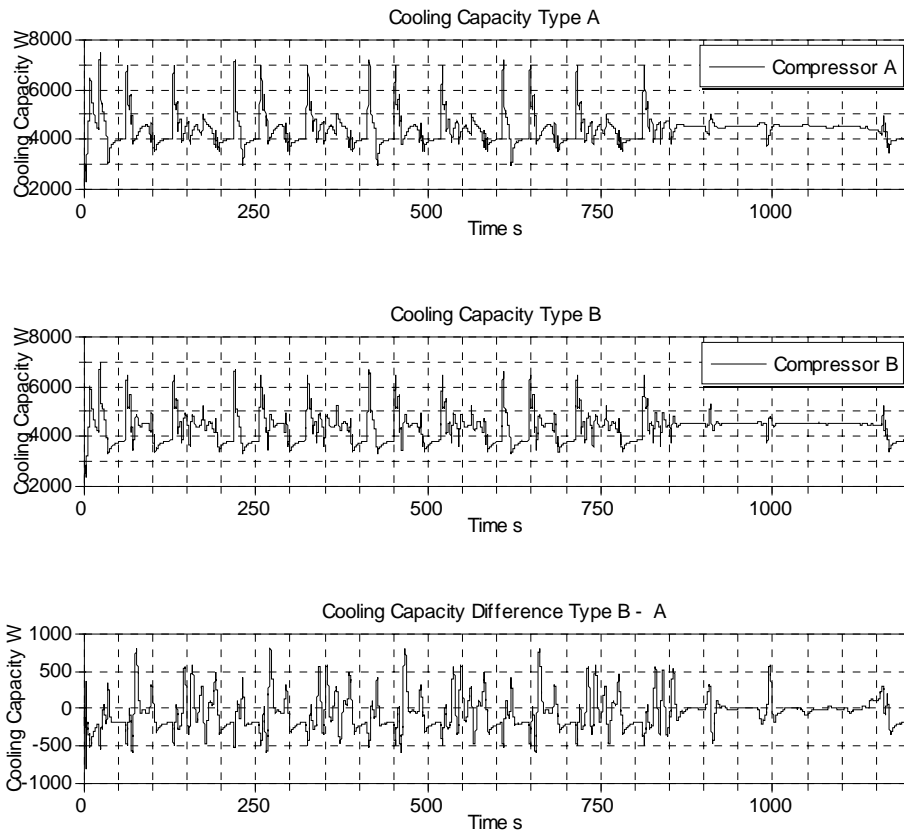 Cooling Capacity Type A
Cooling Capacity W
8000
6000
4000
2000
Compressor A
0
250
500
750
1000
Time s
Cooling Capacity Type B
Cooling Capacity W
8000
6000
4000
2000
Compressor B
0
250
500
750
1000
Time s
Cooling Capacity Difference Type B - A
Cooling Capacity W
1000
500
0
-500
-1000
0
250
500
750
1000
Time s